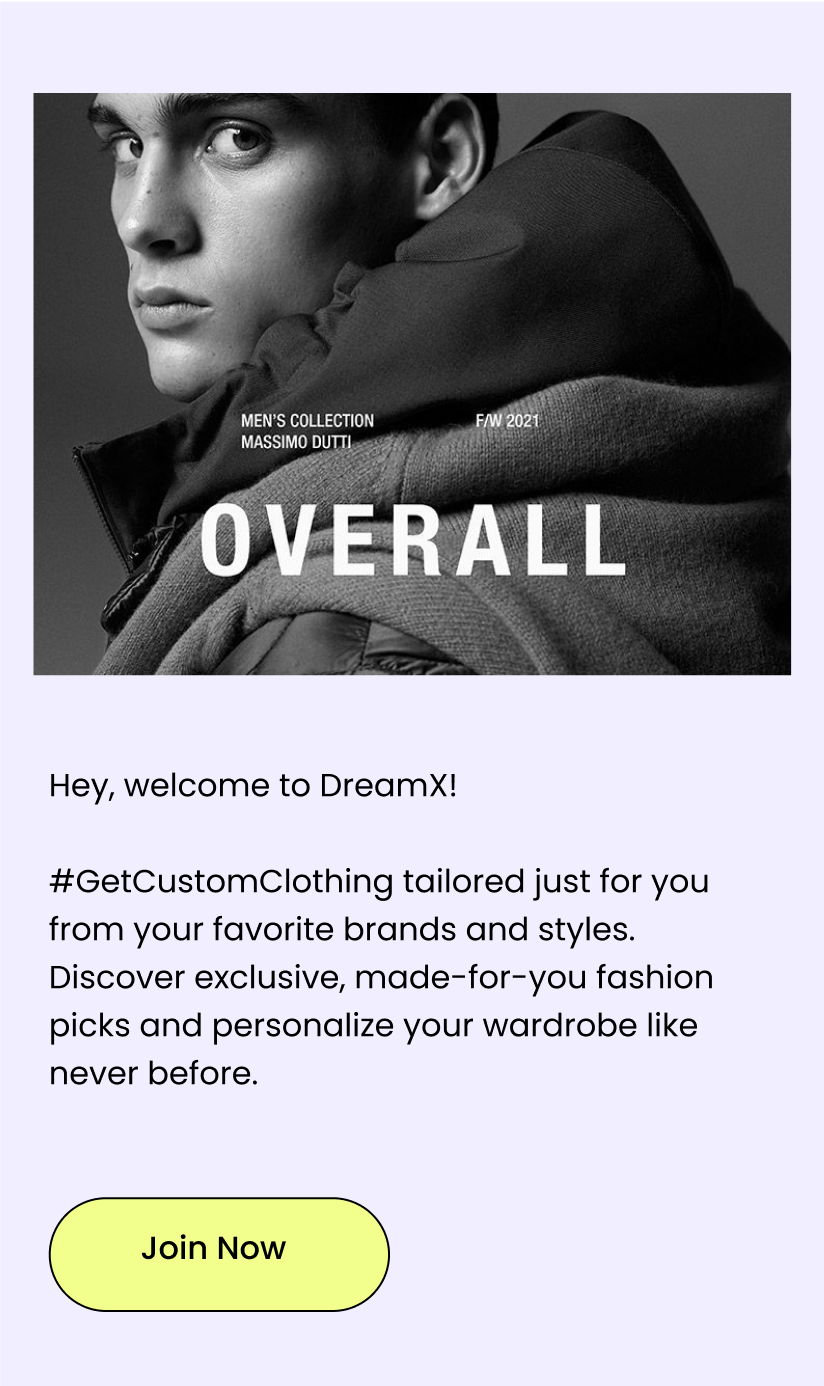 MEN'S COLLECTION F/W 2021
MASSIMO DUTTI
OVERALL
Hey, welcome to DreamX!
#GetCustomClothing tailored just for you
from your favorite brands and styles.
Discover exclusive, made-for-you fashion
picks and personalize your wardrobe like
never before.
Join Now